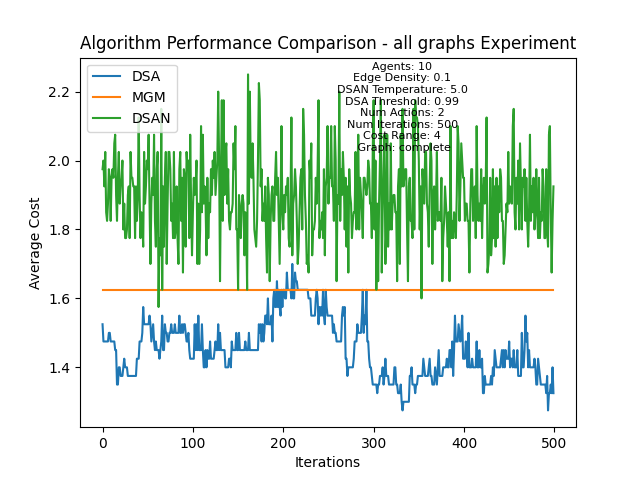 Algorithm Performance Comparison - all graphs Experiment
DSA
MGM
DSAN
Agents: 10
Edge Density: 0.1
DSAN Temperature: 5.0
DSA Threshold: 0.99
Num Actions: 2
Num Iterations: 500
Cost Range: 4
Graph: complete
Average Cost
2.2
2.0
1.8
1.6
1.4
0
100
200
300
400
500
Iterations